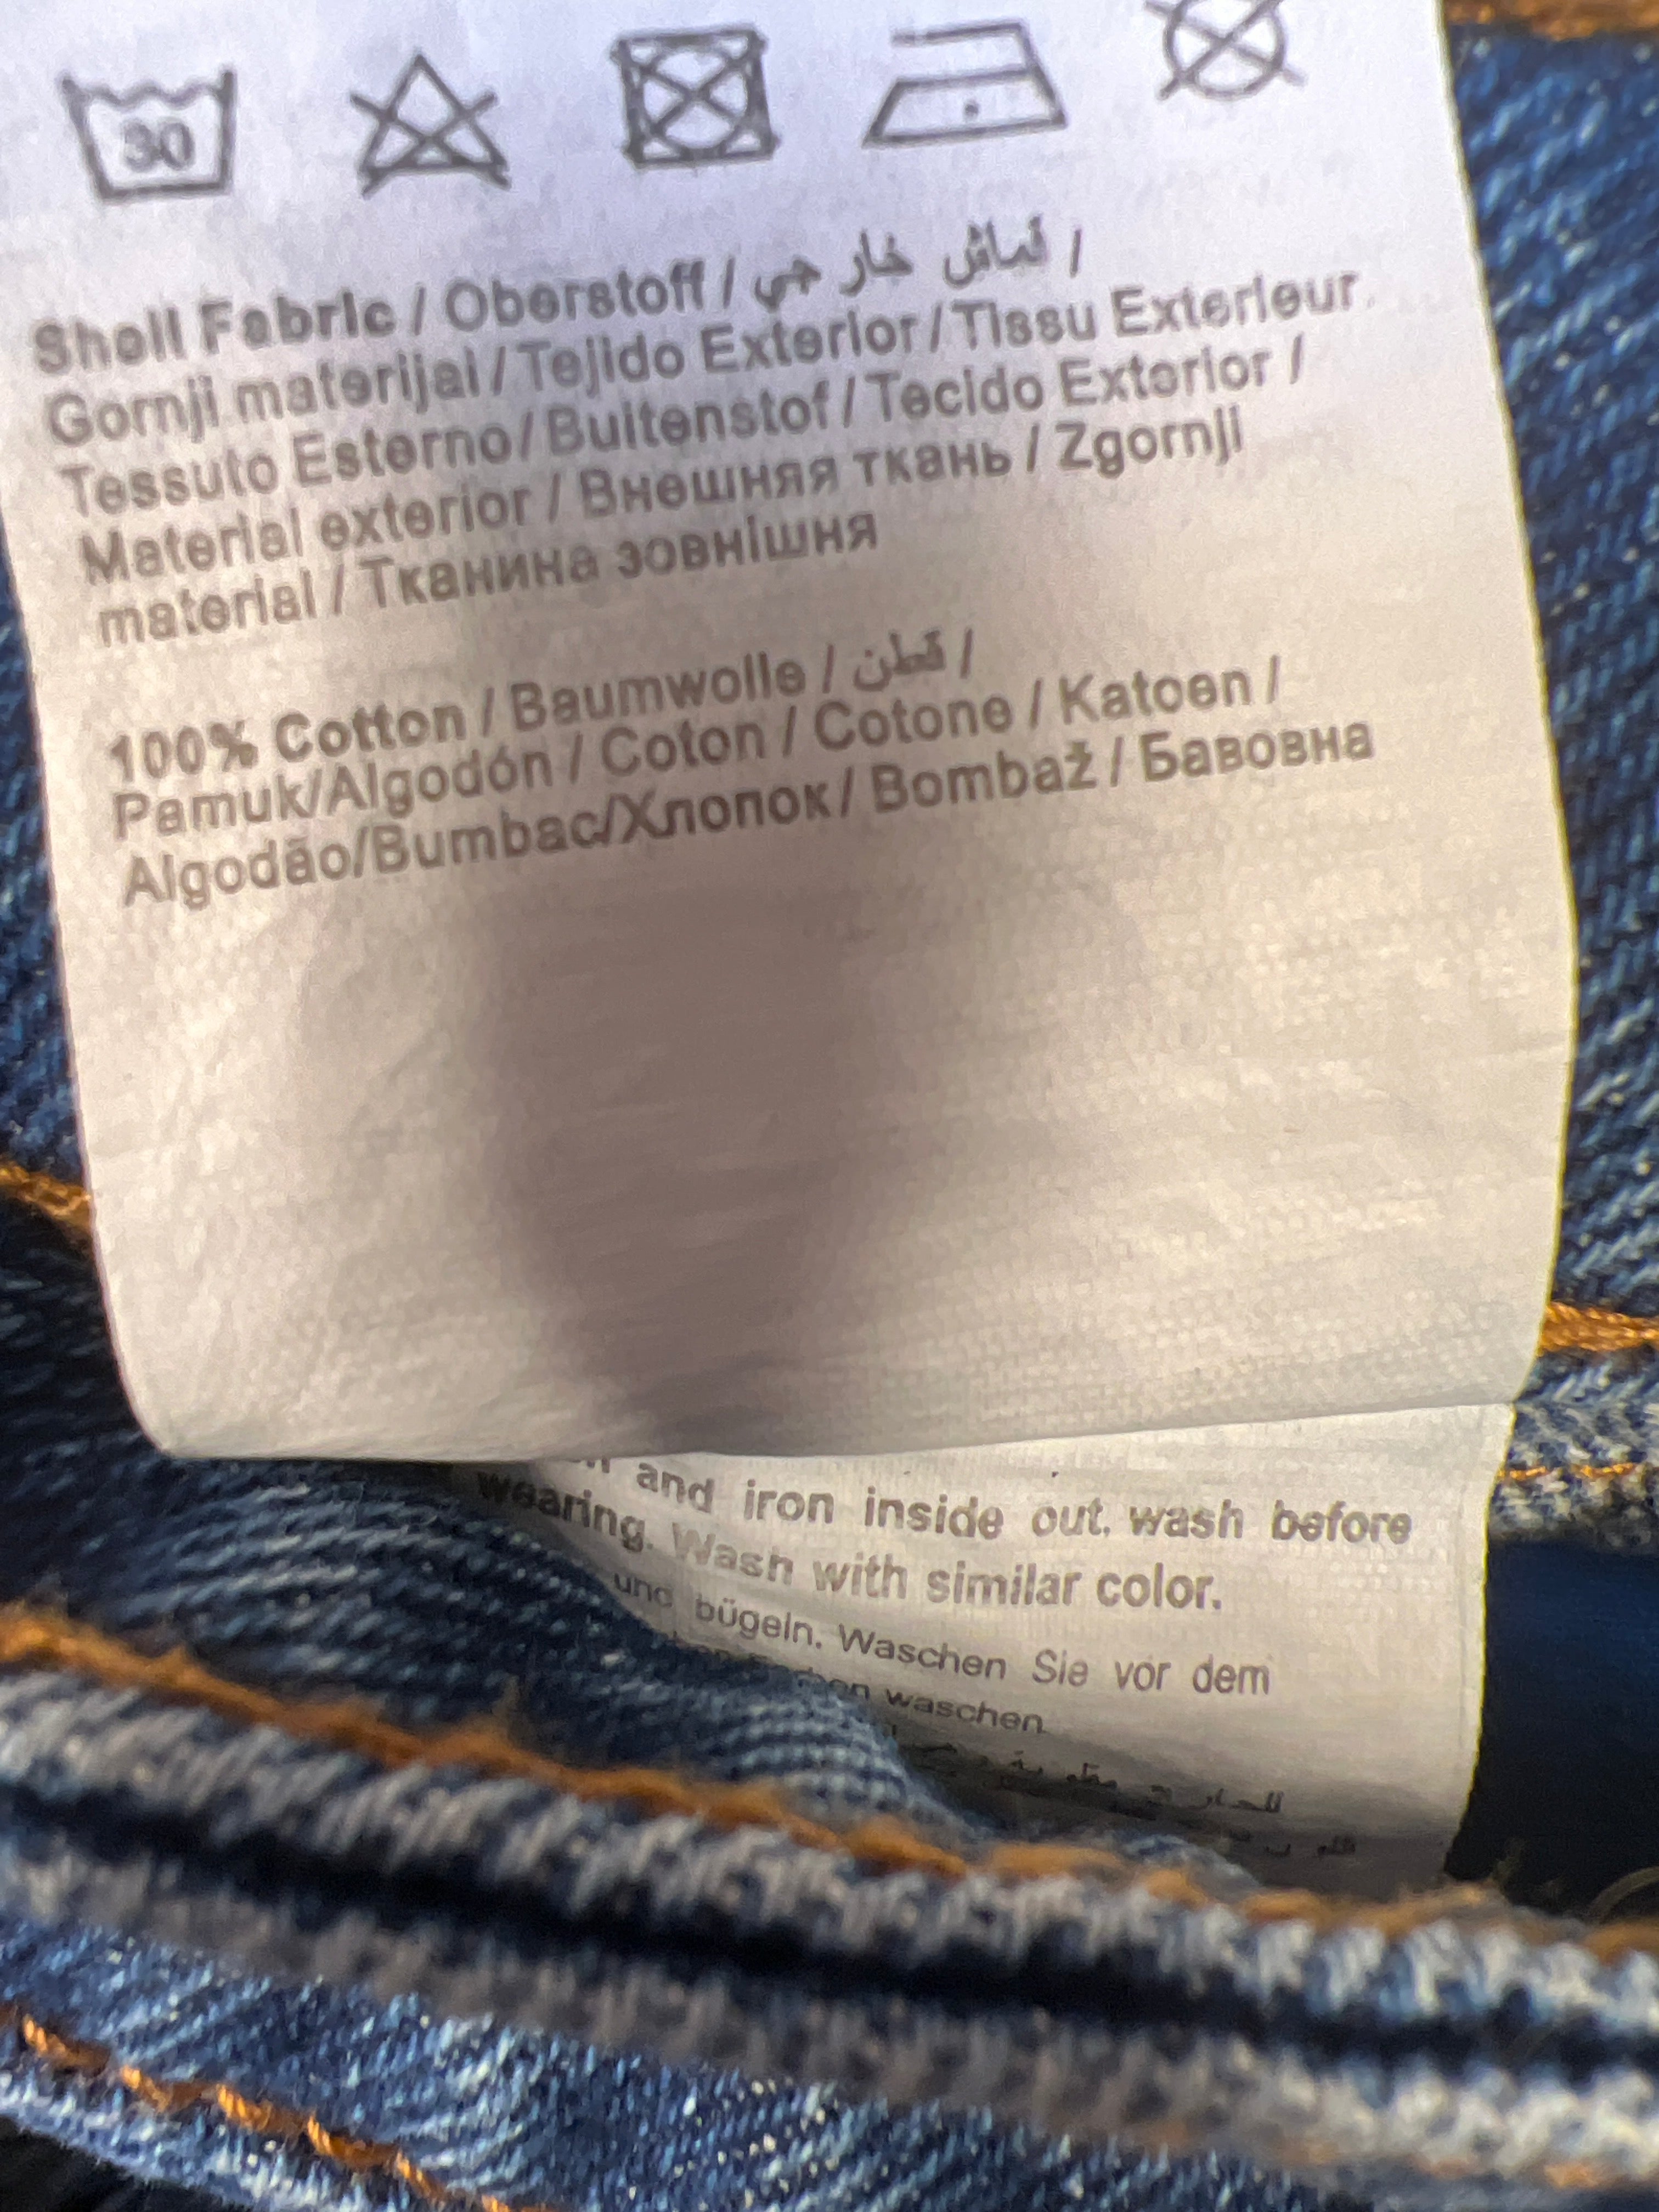 30
Shell Fabric / Oberstoff / قماش خارجي /
Gornji materijal / Tejido Exterior / Tissu Exterieur
Tessuto Esterno / Buitenstof / Tecido Exterior /
Material exterior / Внешняя ткань / Zgornji
material / Тканина зовнішня
100% Cotton / Baumwolle / قطن /
Pamuk/Algodón / Coton / Cotone / Katoen /
Algodão/Bumbac/Хлопок / Bombaž / Бавовна
and iron inside out. wash before
wearing. Wash with similar color.
und bügeln. Waschen Sie vor dem
waschen.